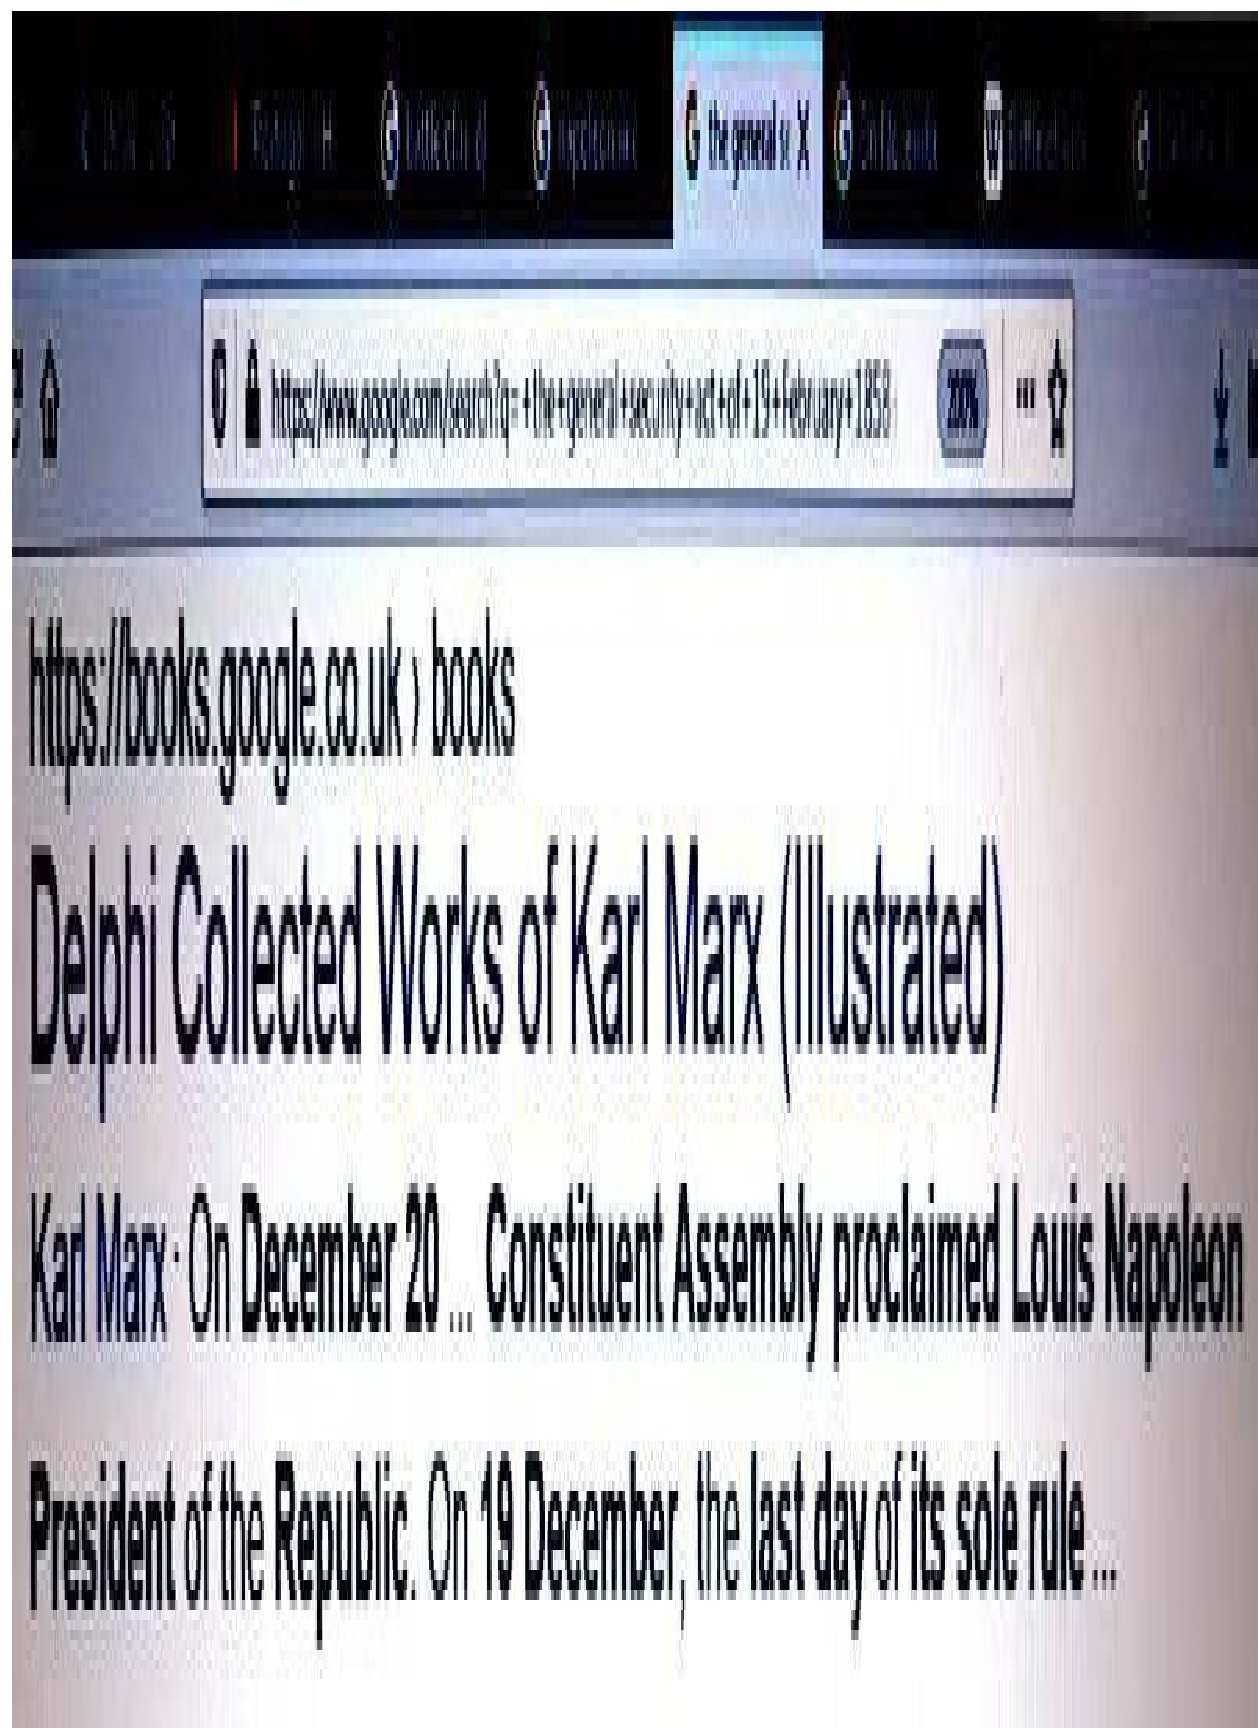 the general s X
https://www.google.com/search?q=+the+general+security+act+of+19+february+1858
200% ...
https://books.google.co.uk › books
Delphi Collected Works of Karl Marx (Illustrated)
Karl Marx · On December 20 ... Constituent Assembly proclaimed Louis Napoleon
President of the Republic. On 19 December, the last day of its sole rule ...